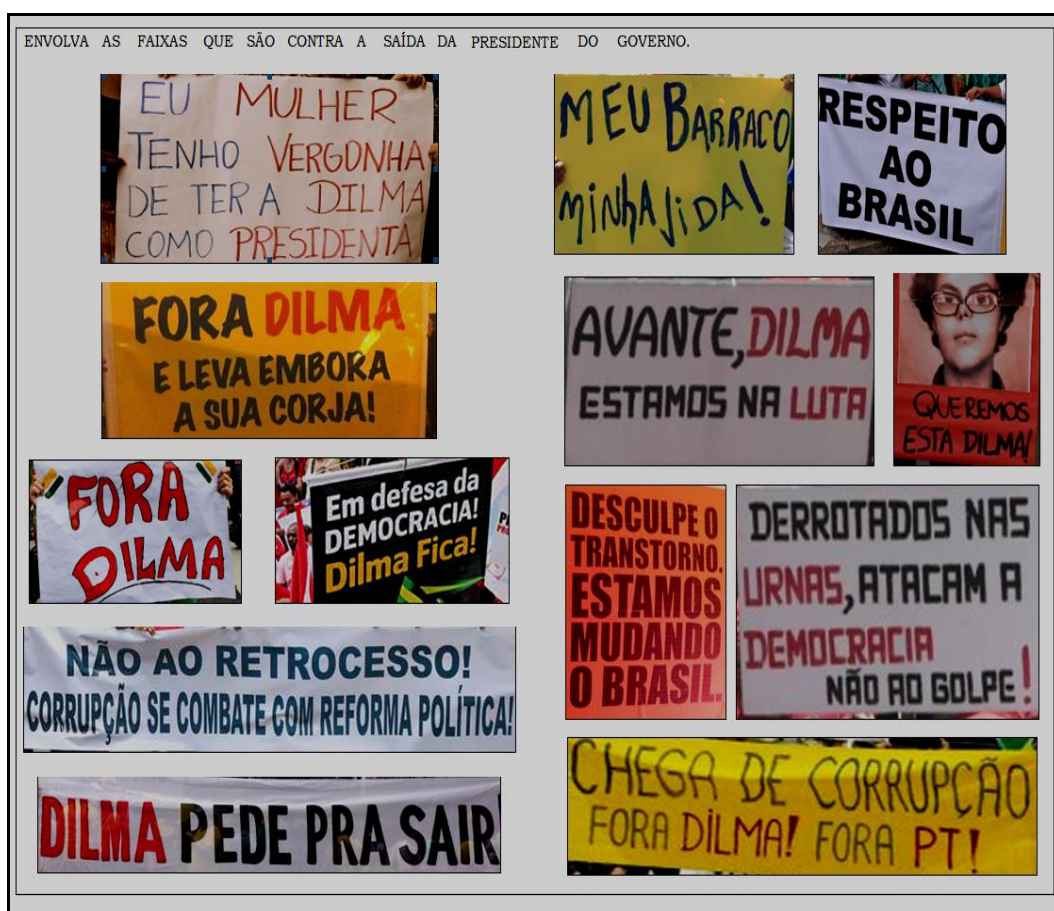 ENVOLVA AS FAIXAS QUE SÃO CONTRA A SAÍDA DA PRESIDENTE DO GOVERNO.
EU MULHER
TENHO VERGONHA
DE TER A DILMA
COMO PRESIDENTA
MEU BARRACO
MINHA VIDA!
RESPEITO
AO
BRASIL
FORA DILMA
E LEVA EMBORA
A SUA CORJA!
AVANTE, DILMA
ESTAMOS NA LUTA
QUEREMOS
ESTA DILMA!
FORA
DILMA
Em defesa da
DEMOCRACIA!
Dilma Fica!
DESCULPE O
TRANSTORNO.
ESTAMOS
MUDANDO
O BRASIL.
DERROTADOS NAS
URNAS, ATACAM A
DEMOCRACIA
NÃO AO GOLPE!
NÃO AO RETROCESSO!
CORRUPÇÃO SE COMBATE COM REFORMA POLÍTICA!
DILMA PEDE PRA SAIR!
CHEGA DE CORRUPÇÃO
FORA DILMA! FORA PT!